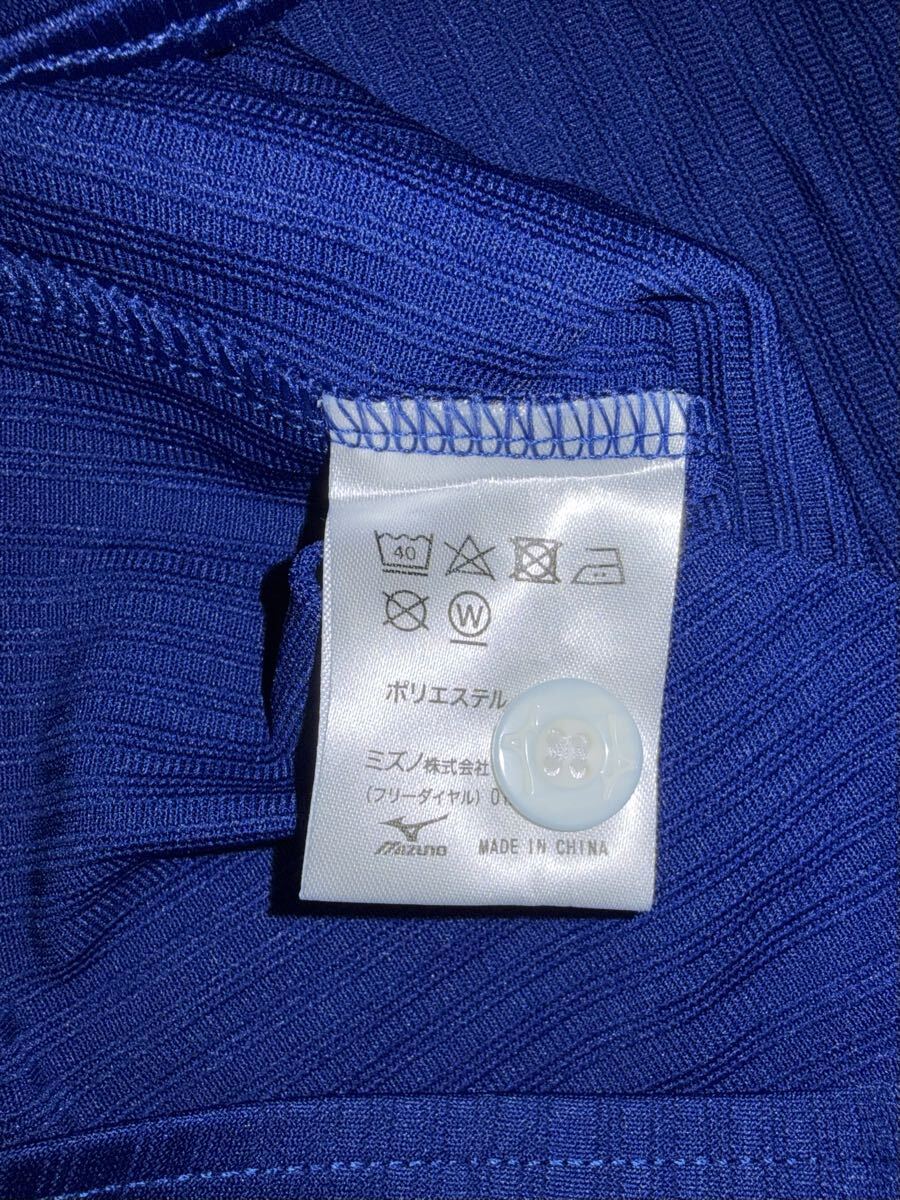 40
W
ポリエステル
ミズノ株式会社
(フリーダイヤル) 01
Mizuno MADE IN CHINA